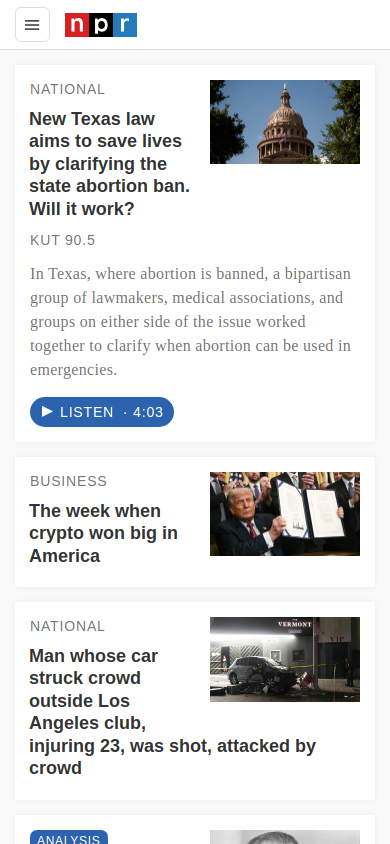 npr
NATIONAL
New Texas law
aims to save lives
by clarifying the
state abortion ban.
Will it work?
KUT 90.5
In Texas, where abortion is banned, a bipartisan
group of lawmakers, medical associations, and
groups on either side of the issue worked
together to clarify when abortion can be used in
emergencies.
LISTEN · 4:03
BUSINESS
The week when
crypto won big in
America
NATIONAL
VERMONT
VIP
Man whose car
struck crowd
outside Los
Angeles club,
injuring 23, was shot, attacked by
crowd
ANALYSIS